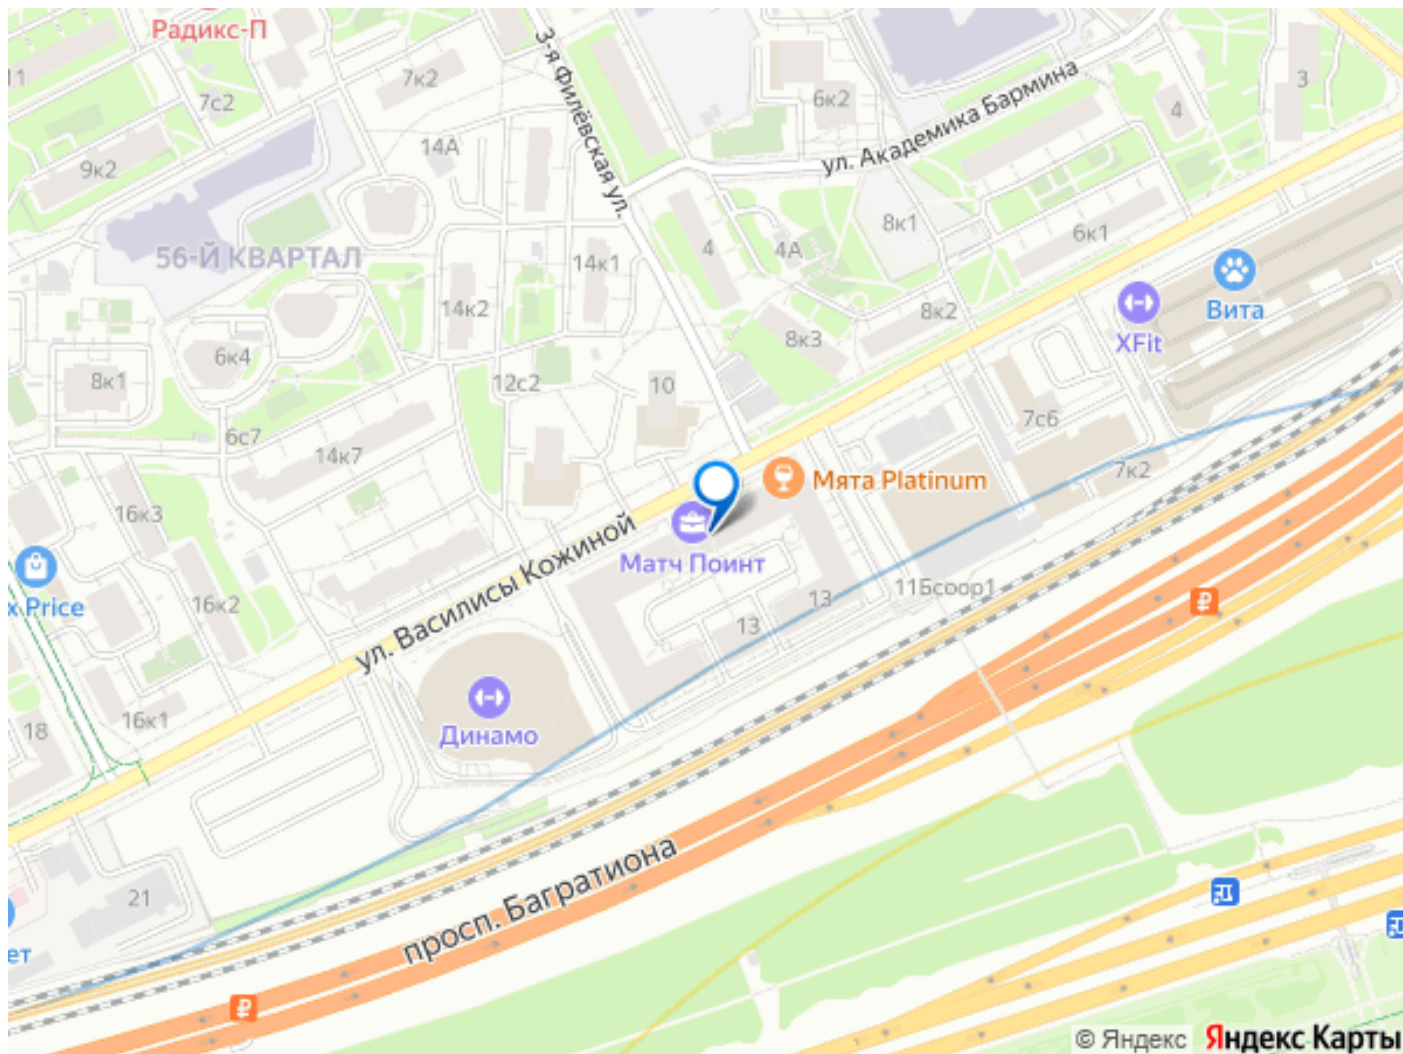 Радикс-П
11
7с2
7к2
3-я Филёвская ул.
6к2
ул. Академика Бармина
3
4
9к2
14А
56-Й КВАРТАЛ
14к1
4
4А
8к1
6к1
14к2
6к4
8к1
8к2
8к3
Вита
XFit
12с2
10
6с7
14к7
7с6
7к2
Мята Platinum
16к3
Матч Поинт
ул. Василисы Кожиной
x Price
16к2
13
13
11Бсоор1
18
16к1
Динамо
21
просп. Багратиона
ет
© Яндекс
Яндекс Карты